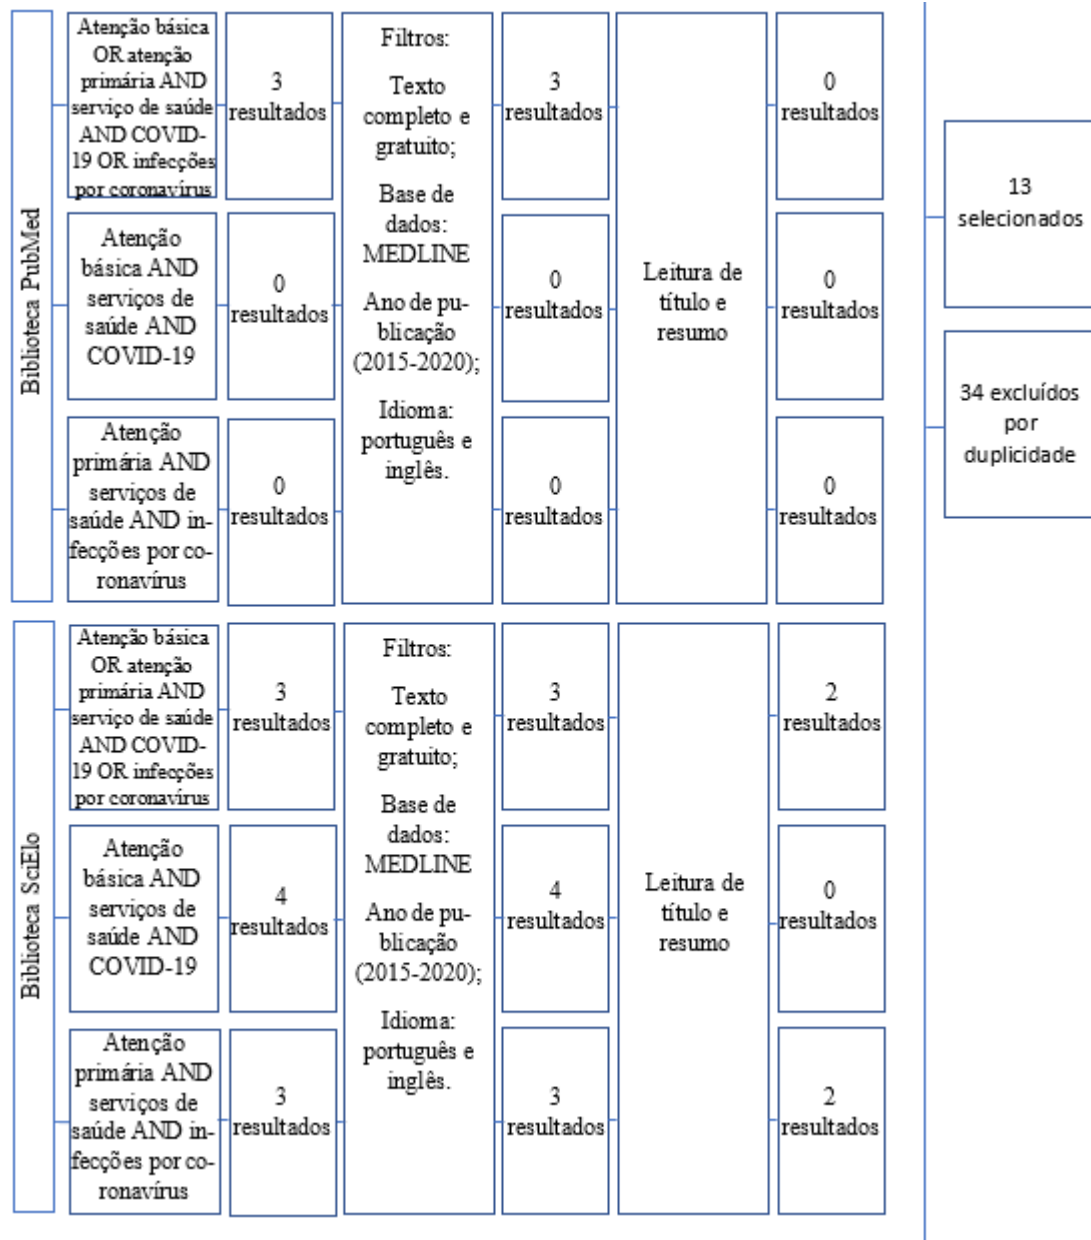 Biblioteca PubMed
Atenção básica
OR atenção
primária AND
serviço de saúde
AND COVID-
19 OR infecções
por coronavírus
3
resultados
Filtros:
Texto
completo e
gratuito;
Base de
dados:
MEDLINE
Ano de pu-
blicação
(2015-2020);
Idioma:
português e
inglês.
3
resultados
Leitura de
título e
resumo
0
resultados
Atenção
básica AND
serviços de
saúde AND
COVID-19
0
resultados
0
resultados
0
resultados
Atenção
primária AND
serviços de
saúde AND in-
fecções por co-
ronavírus
0
resultados
0
resultados
0
resultados
Biblioteca SciElo
Atenção básica
OR atenção
primária AND
serviço de saúde
AND COVID-
19 OR infecções
por coronavírus
3
resultados
Filtros:
Texto
completo e
gratuito;
Base de
dados:
MEDLINE
Ano de pu-
blicação
(2015-2020);
Idioma:
português e
inglês.
3
resultados
Leitura de
título e
resumo
2
resultados
Atenção
básica AND
serviços de
saúde AND
COVID-19
4
resultados
4
resultados
0
resultados
Atenção
primária AND
serviços de
saúde AND in-
fecções por co-
ronavírus
3
resultados
3
resultados
2
resultados
13
selecionados
34 excluídos
por
duplicidade